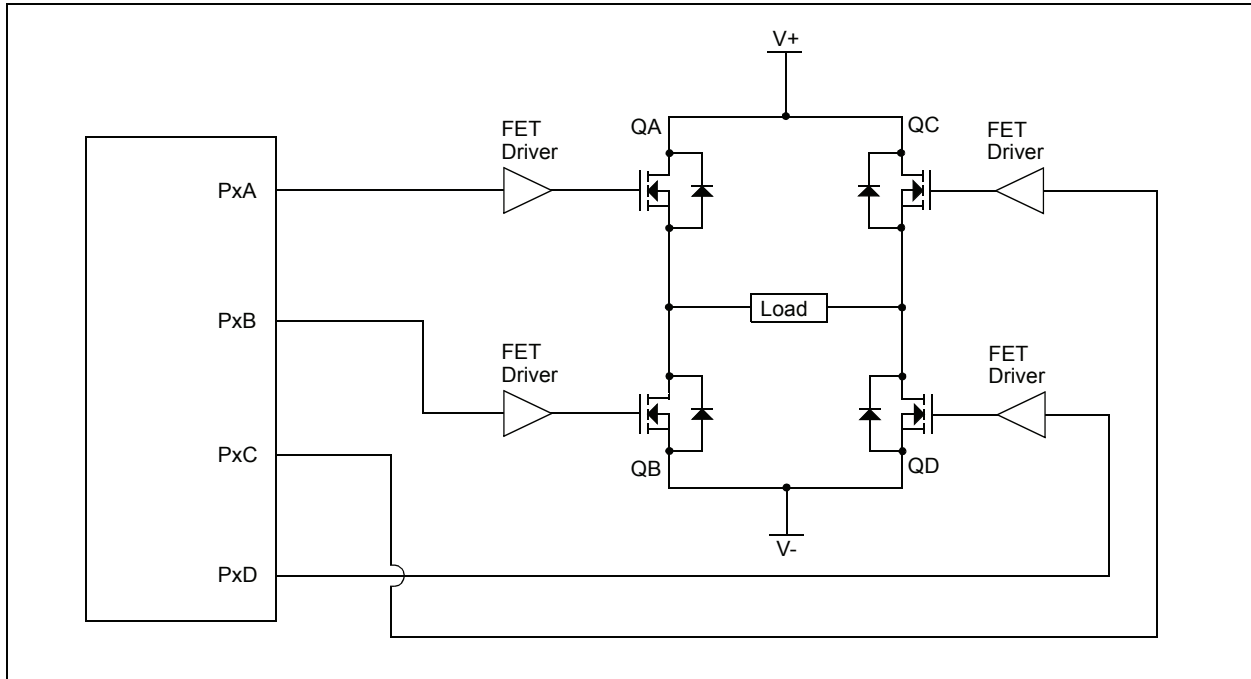 V+
FET
Driver
QA
QC
FET
Driver
PxA
PxB
Load
FET
Driver
FET
Driver
PxC
QB
QD
V-
PxD